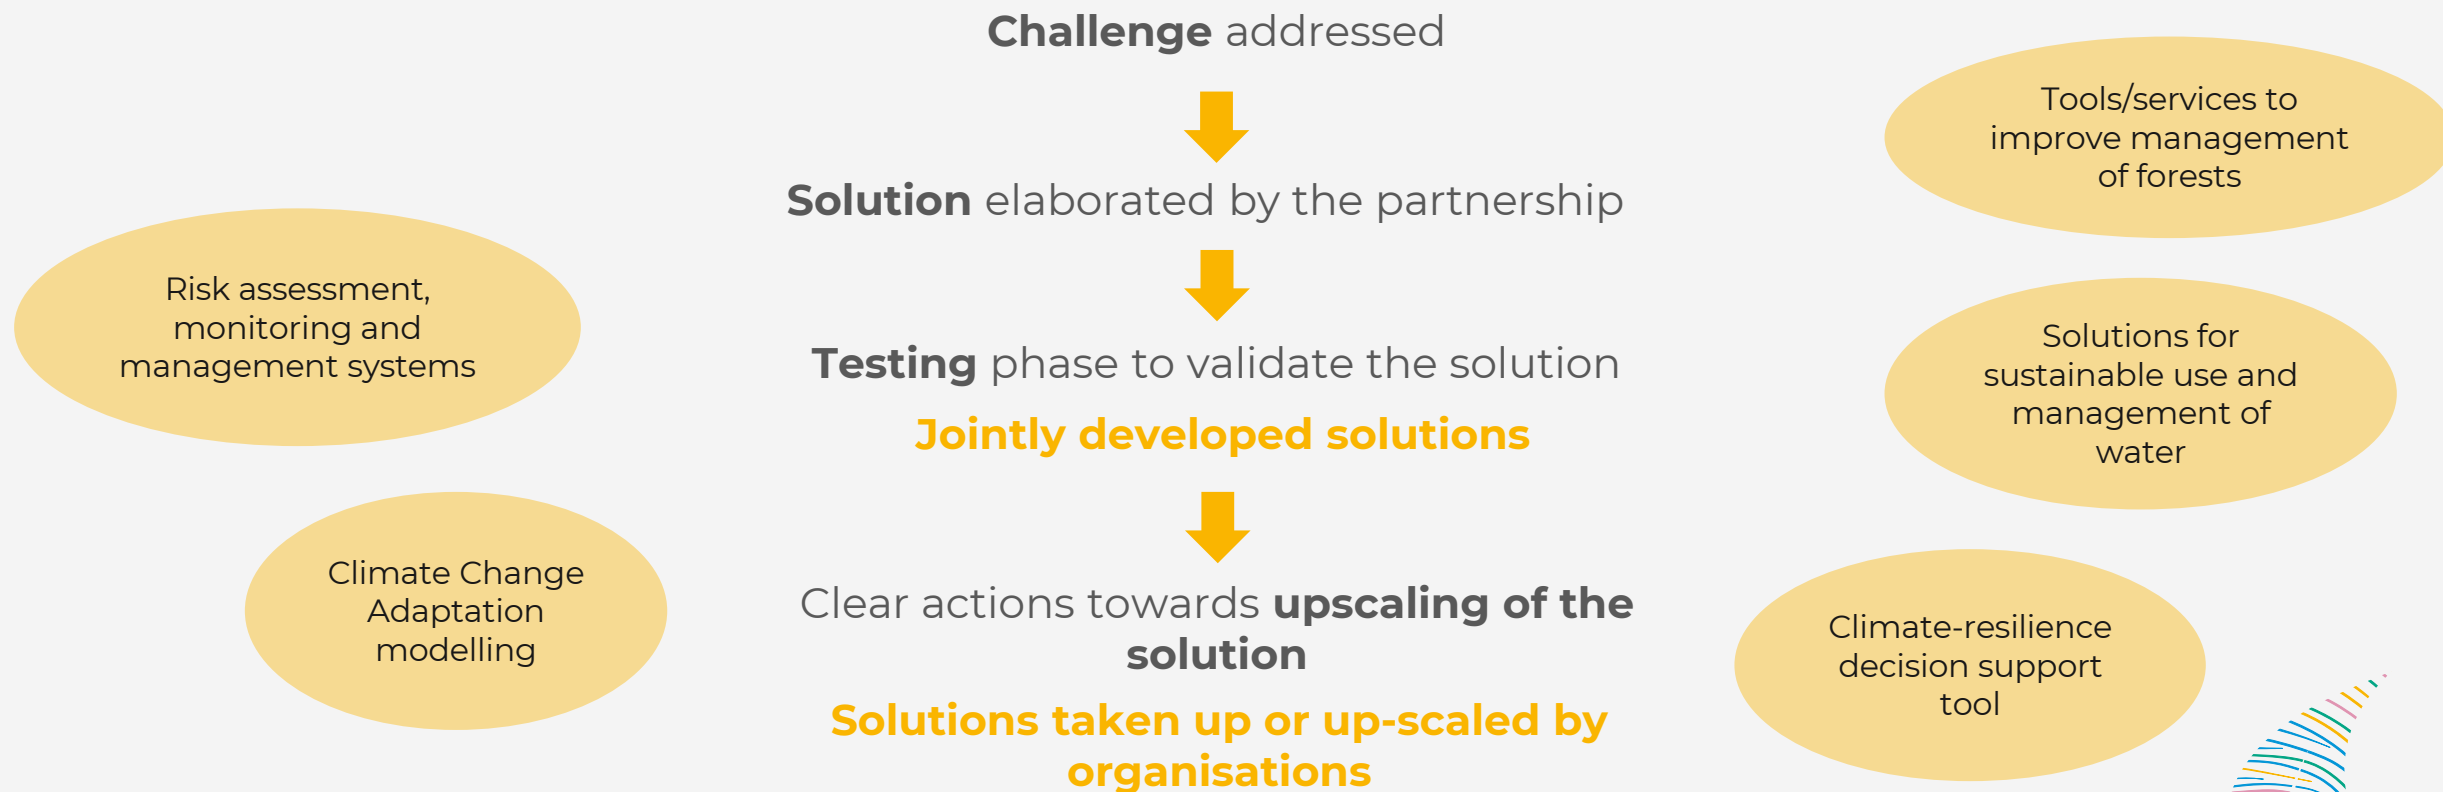 Challenge addressed
Solution elaborated by the partnership
Testing phase to validate the solution
Jointly developed solutions
Clear actions towards upscaling of the
solution
Solutions taken up or up-scaled by
organisations
Risk assessment,
monitoring and
management systems
Climate Change
Adaptation
modelling
Tools/services to
improve management
of forests
Solutions for
sustainable use and
management of
water
Climate-resilience
decision support
tool